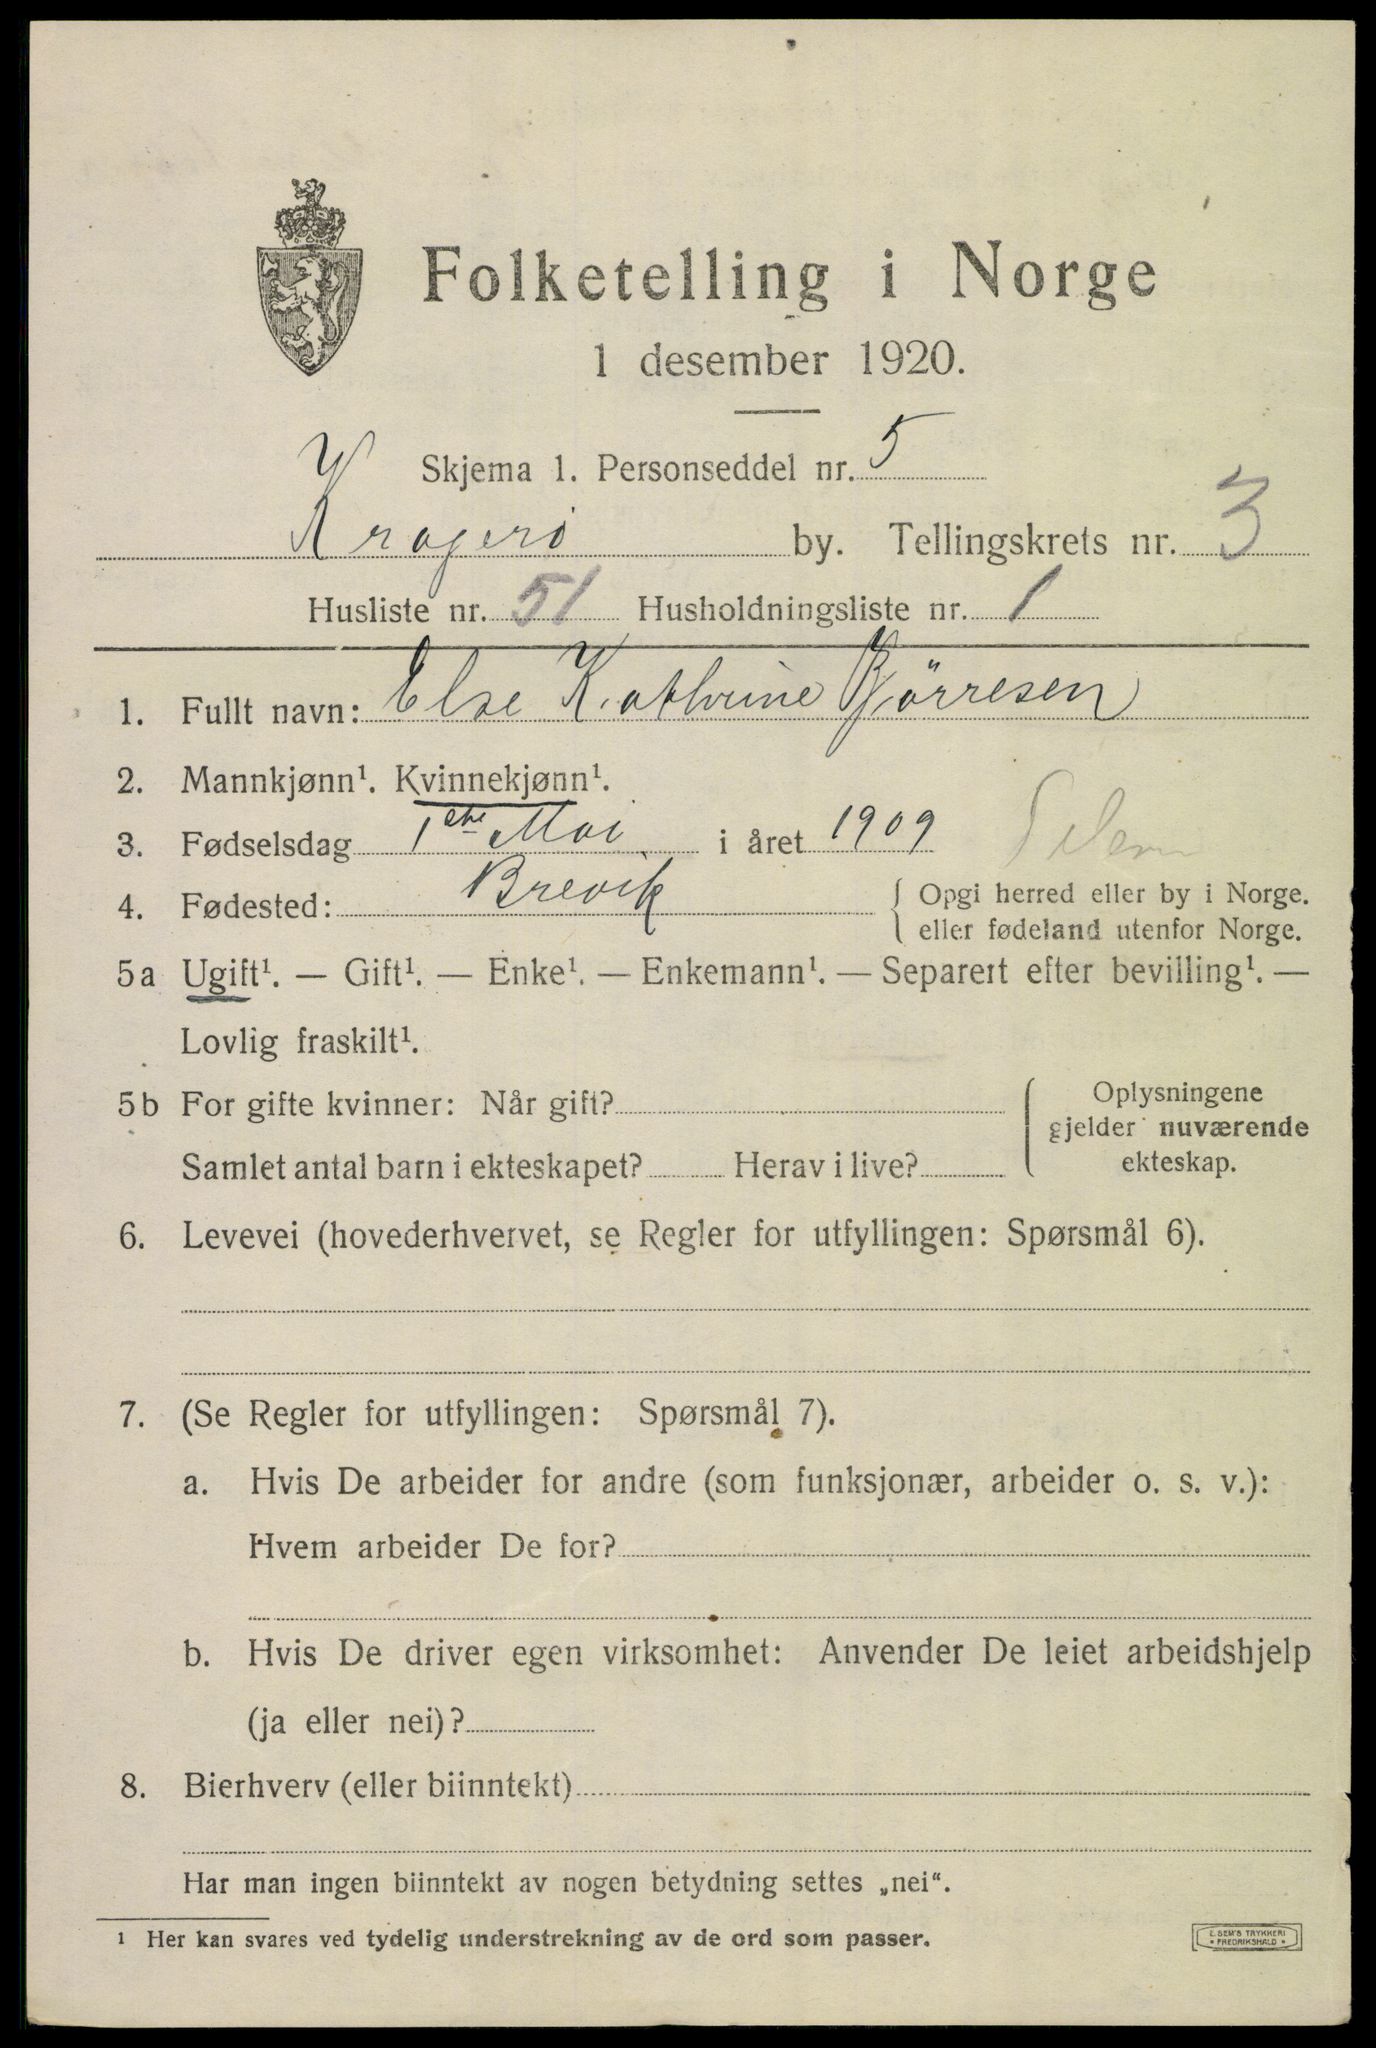 Folketelling i Norge
1 desember 1920.
Skjema 1. Personseddel nr. 5
Kragerö by. Tellingskrets nr. 3
Husliste nr. 51 Husholdningsliste nr. 1
1. Fullt navn: Else Kathrine Björresen
2. Mannkjønn¹. Kvinnekjønn¹.
3. Fødselsdag 1ste Mai i året 1909
4. Fødested: Brevik { Opgi herred eller by i Norge.
eller fødeland utenfor Norge.
5a Ugift¹. — Gift¹. — Enke¹. — Enkemann¹. — Separert efter bevilling¹. —
Lovlig fraskilt¹.
5b For gifte kvinner: Når gift? { Oplysningene
gjelder nuværende
Samlet antal barn i ekteskapet? Herav i live? ekteskap.
6. Levevei (hovederhvervet, se Regler for utfyllingen: Spørsmål 6).
7. (Se Regler for utfyllingen: Spørsmål 7).
a. Hvis De arbeider for andre (som funksjonær, arbeider o. s. v.):
Hvem arbeider De for?
b. Hvis De driver egen virksomhet: Anvender De leiet arbeidshjelp
(ja eller nei)?
8. Bierhverv (eller biinntekt)
Har man ingen biinntekt av nogen betydning settes „nei“.
¹ Her kan svares ved tydelig understrekning av de ord som passer.
E. SEM'S TRYKKERI
• FREDRIKSHALD •